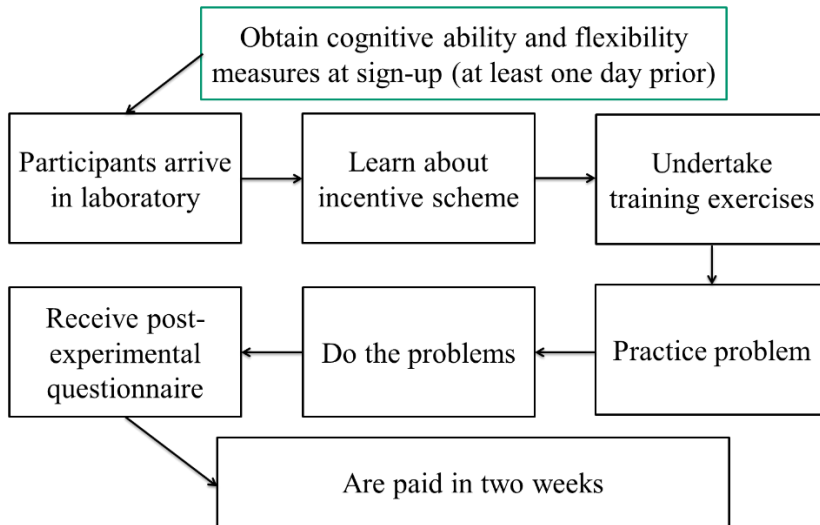 Obtain cognitive ability and flexibility
measures at sign-up (at least one day prior)
Participants arrive
in laboratory
Learn about
incentive scheme
Undertake
training exercises
Practice problem
Do the problems
Receive post-
experimental
questionnaire
Are paid in two weeks